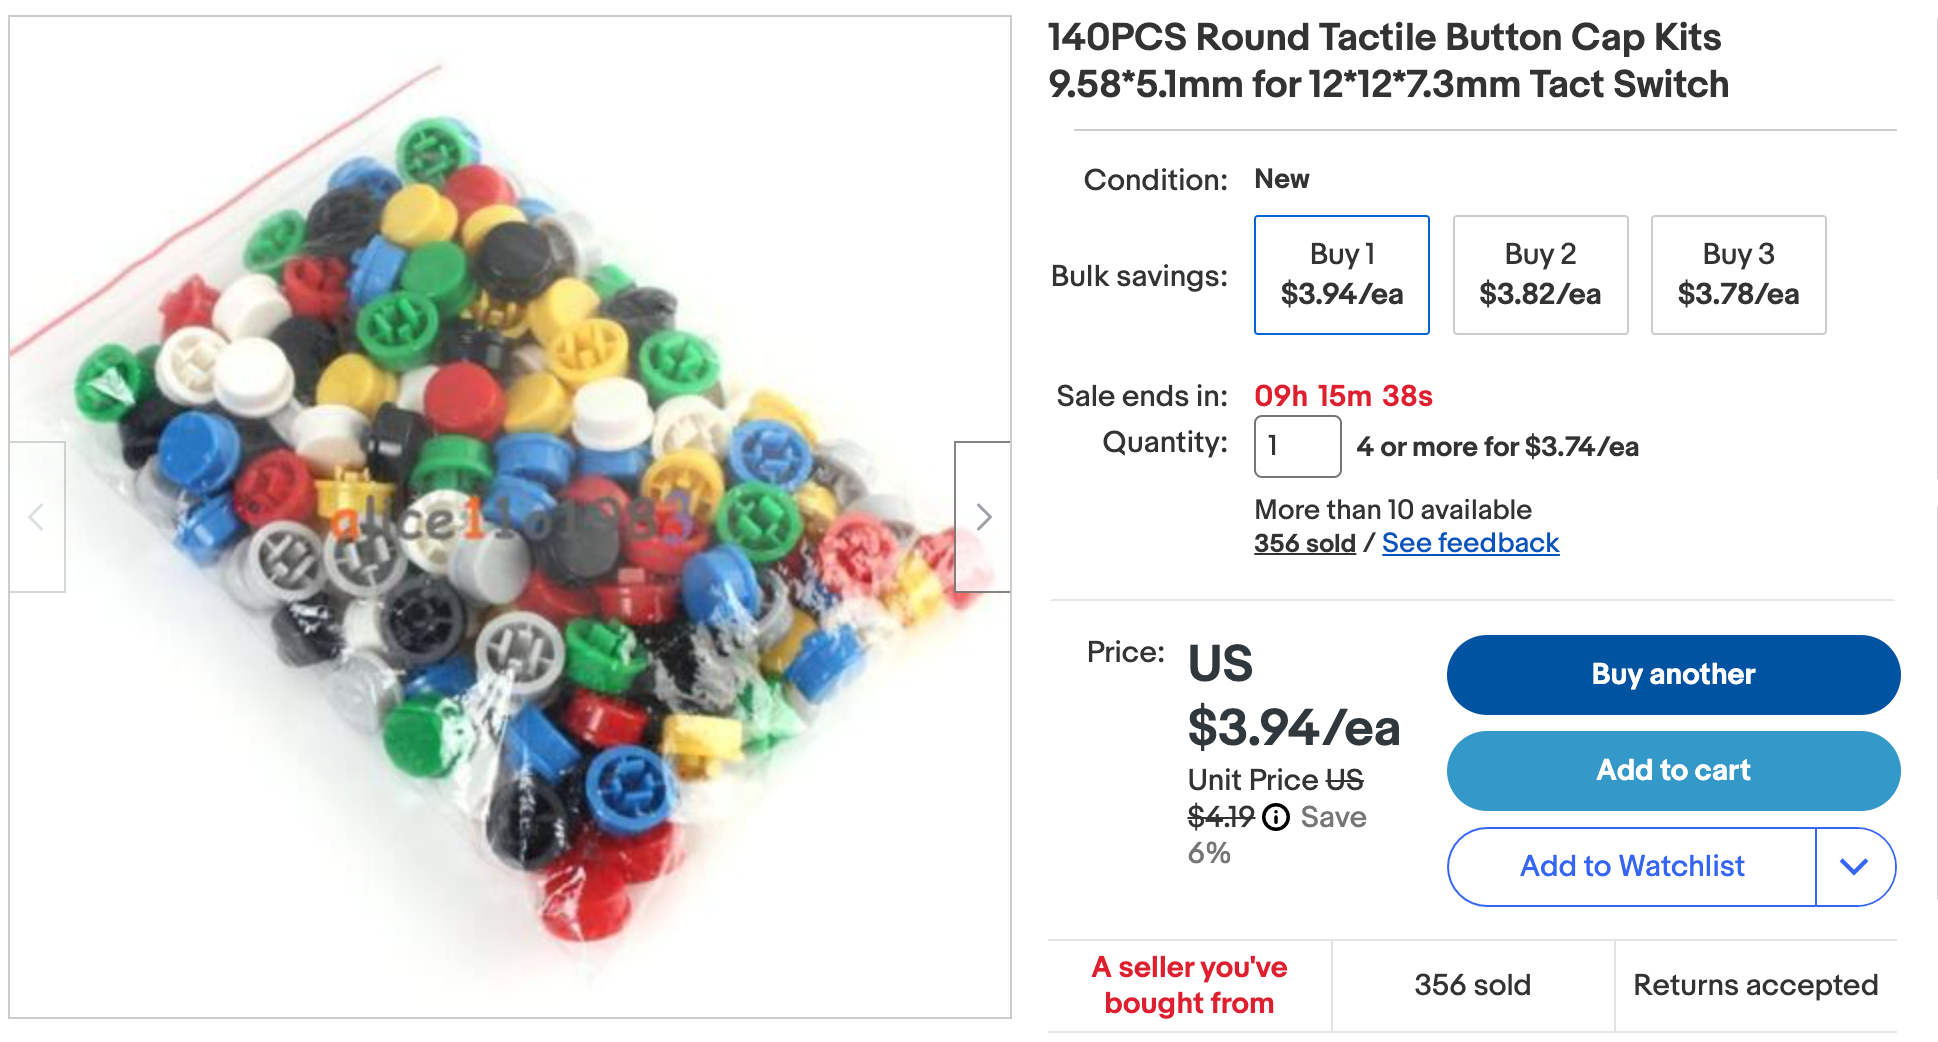 140PCS Round Tactile Button Cap Kits
9.58*5.1mm for 12*12*7.3mm Tact Switch
Condition: New
Bulk savings:
Buy 1
$3.94/ea
Buy 2
$3.82/ea
Buy 3
$3.78/ea
Sale ends in: 09h 15m 38s
Quantity: 1 4 or more for $3.74/ea
More than 10 available
356 sold / See feedback
Price:
US
$3.94/ea
Unit Price US
$4.19 Save
6%
Buy another
Add to cart
Add to Watchlist
A seller you've
bought from
356 sold
Returns accepted